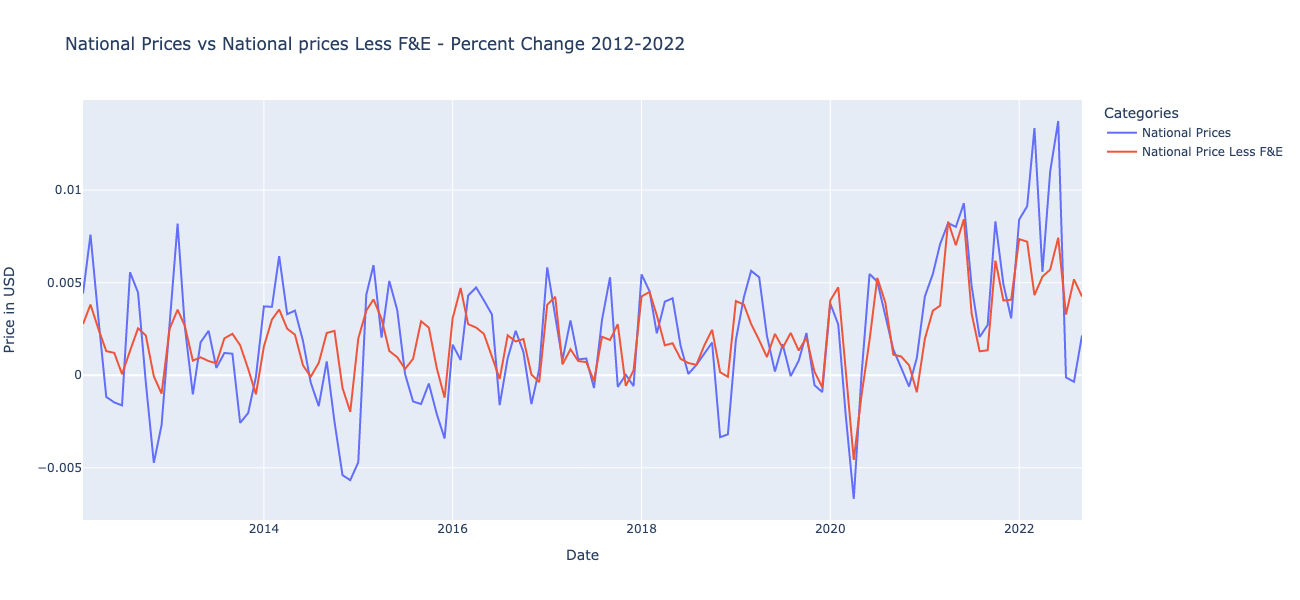 National Prices vs National prices Less F&E - Percent Change 2012-2022
Categories
National Prices
National Price Less F&E
Price in USD
0.01
0.005
0
−0.005
2014
2016
2018
2020
2022
Date